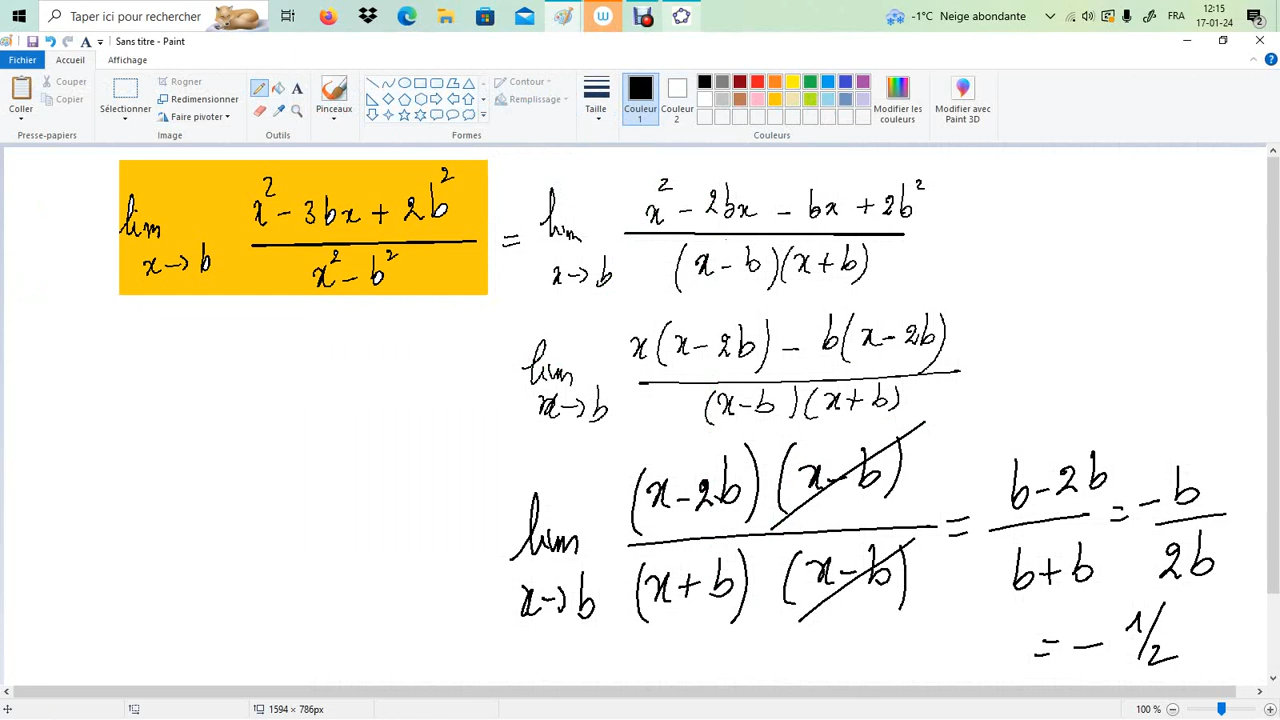 Taper ici pour rechercher
-1°C Neige abondante
FRA
12:15
17-01-24
2
Sans titre - Paint
Fichier
Accueil
Affichage
Coller
Couper
Copier
Presse-papiers
Sélectionner
Rogner
Redimensionner
Faire pivoter
Image
A
Outils
Pinceaux
Contour
Remplissage
Formes
Taille
Couleur 1
Couleur 2
Modifier les couleurs
Modifier avec Paint 3D
Couleurs
lim x→b (x² - 3bx + 2b²)/(x² - b²) = lim x→b (x² - 2bx - bx + 2b²)/((x - b)(x + b))
lim x→b (x(x - 2b) - b(x - 2b))/((x - b)(x + b))
lim x→b ((x - 2b)(x - b))/((x + b)(x - b)) = (b - 2b)/(b + b) = -b/2b
= - 1/2
1594 × 786px
100 %